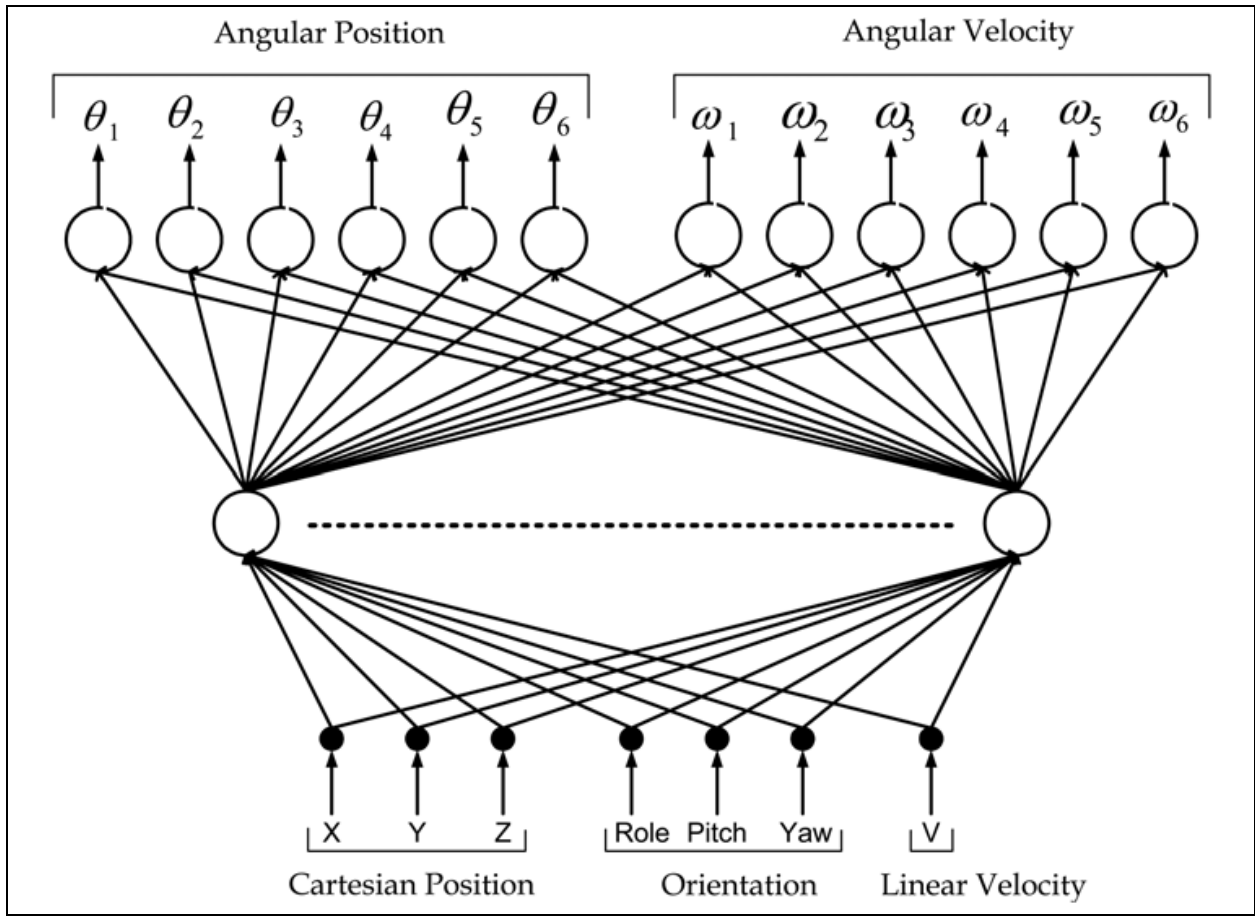 Angular Position Angular Velocity
θ1 θ2 θ3 θ4 θ5 θ6 ω1 ω2 ω3 ω4 ω5 ω6
X Y Z Role Pitch Yaw V
Cartesian Position Orientation Linear Velocity